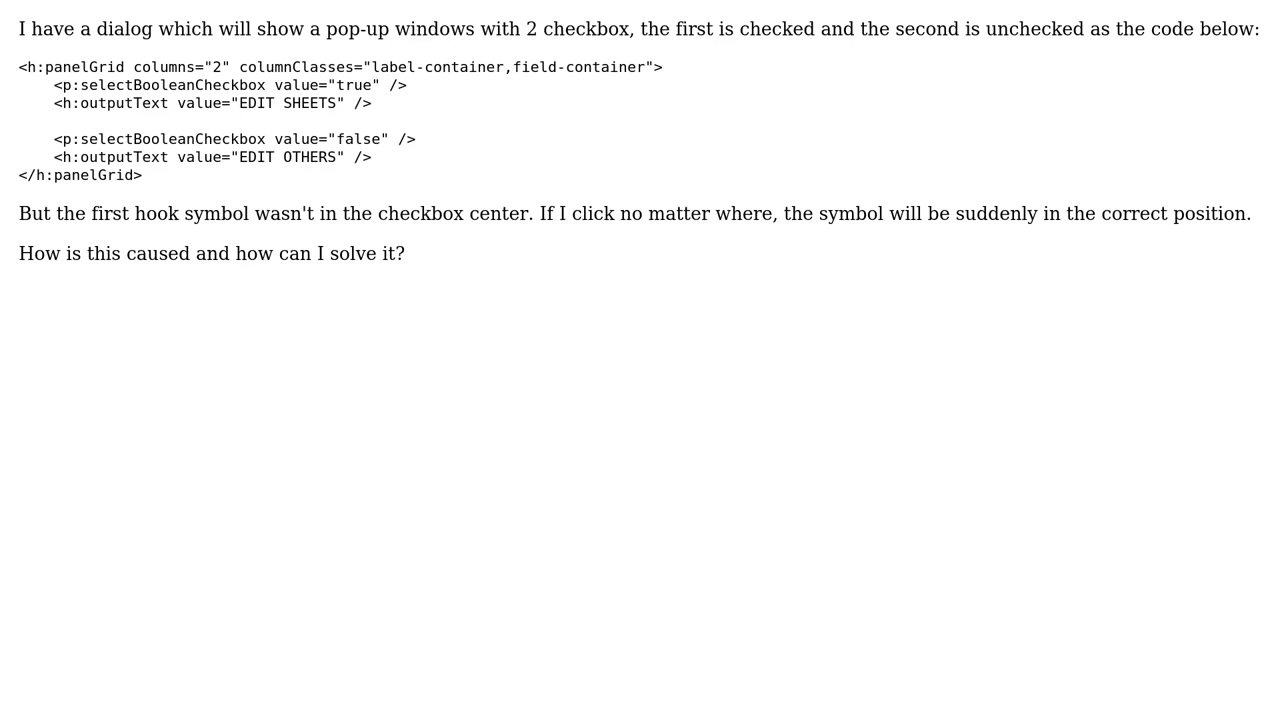 I have a dialog which will show a pop-up windows with 2 checkbox, the first is checked and the second is unchecked as the code below:
<h:panelGrid columns="2" columnClasses="label-container,field-container">
    <p:selectBooleanCheckbox value="true" />
    <h:outputText value="EDIT SHEETS" />
    <p:selectBooleanCheckbox value="false" />
    <h:outputText value="EDIT OTHERS" />
</h:panelGrid>
But the first hook symbol wasn't in the checkbox center. If I click no matter where, the symbol will be suddenly in the correct position.
How is this caused and how can I solve it?